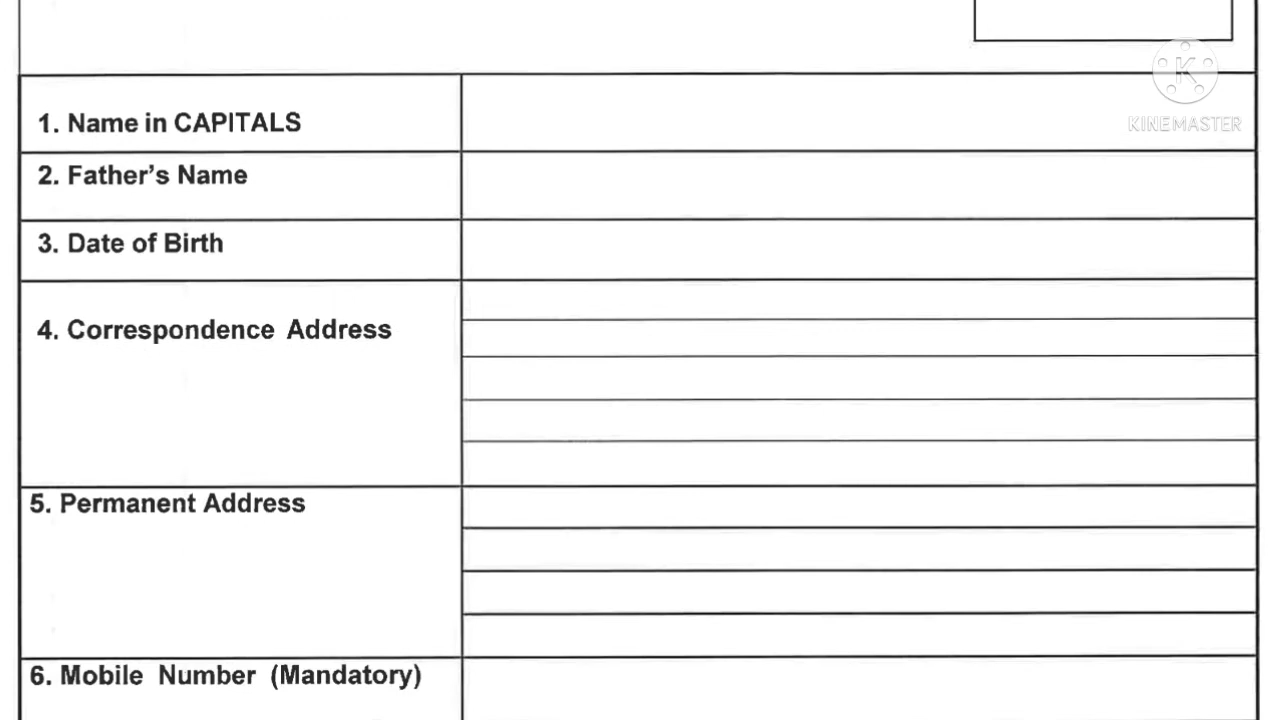 KINEMASTER
1. Name in CAPITALS
2. Father's Name
3. Date of Birth
4. Correspondence Address
5. Permanent Address
6. Mobile Number (Mandatory)